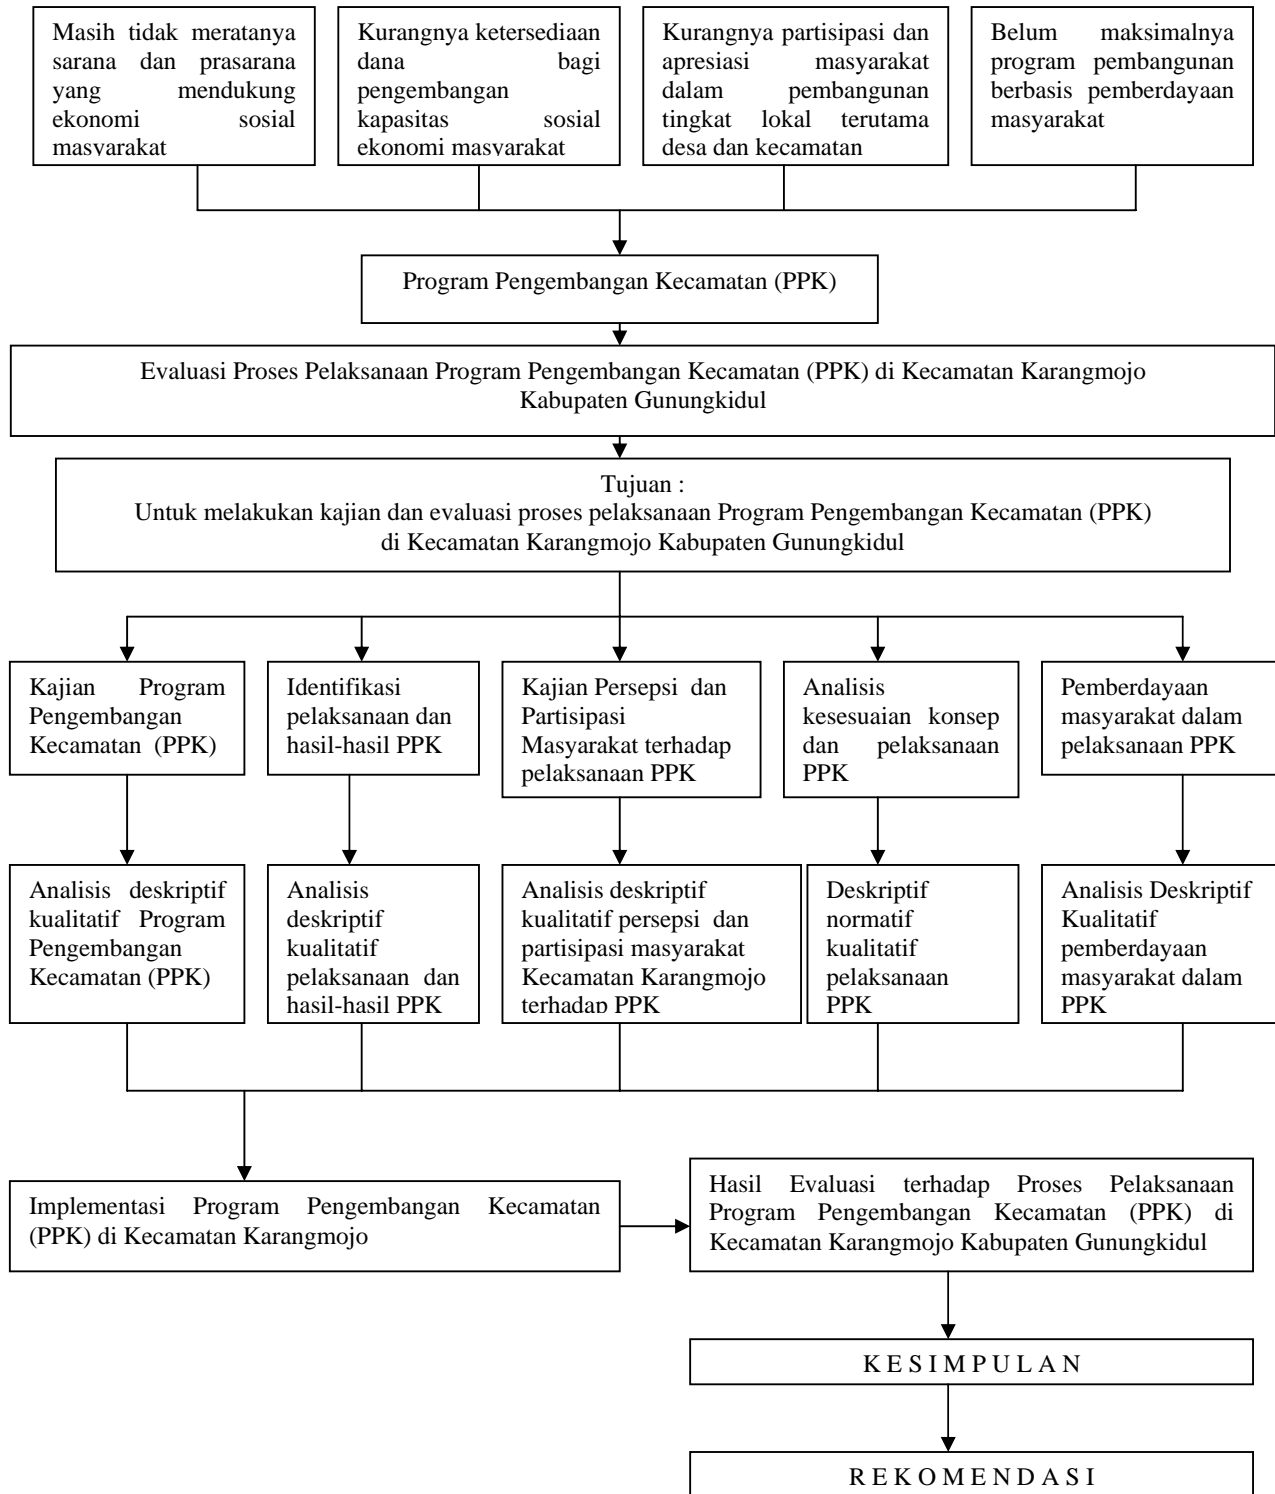 Masih tidak meratanya
sarana dan prasarana
yang mendukung
ekonomi sosial
masyarakat
Kurangnya ketersediaan
dana bagi
pengembangan
kapasitas sosial
ekonomi masyarakat
Kurangnya partisipasi dan
apresiasi masyarakat
dalam pembangunan
tingkat lokal terutama
desa dan kecamatan
Belum maksimalnya
program pembangunan
berbasis pemberdayaan
masyarakat
Program Pengembangan Kecamatan (PPK)
Evaluasi Proses Pelaksanaan Program Pengembangan Kecamatan (PPK) di Kecamatan Karangmojo
Kabupaten Gunungkidul
Tujuan :
Untuk melakukan kajian dan evaluasi proses pelaksanaan Program Pengembangan Kecamatan (PPK)
di Kecamatan Karangmojo Kabupaten Gunungkidul
Kajian Program
Pengembangan
Kecamatan (PPK)
Identifikasi
pelaksanaan dan
hasil-hasil PPK
Kajian Persepsi dan
Partisipasi
Masyarakat terhadap
pelaksanaan PPK
Analisis
kesesuaian konsep
dan pelaksanaan
PPK
Pemberdayaan
masyarakat dalam
pelaksanaan PPK
Analisis deskriptif
kualitatif Program
Pengembangan
Kecamatan (PPK)
Analisis
deskriptif
kualitatif
pelaksanaan dan
hasil-hasil PPK
Analisis deskriptif
kualitatif persepsi dan
partisipasi masyarakat
Kecamatan Karangmojo
terhadap PPK
Deskriptif
normatif
kualitatif
pelaksanaan
PPK
Analisis Deskriptif
Kualitatif
pemberdayaan
masyarakat dalam
PPK
Implementasi Program Pengembangan Kecamatan
(PPK) di Kecamatan Karangmojo
Hasil Evaluasi terhadap Proses Pelaksanaan
Program Pengembangan Kecamatan (PPK) di
Kecamatan Karangmojo Kabupaten Gunungkidul
K E S I M P U L A N
R E K O M E N D A S I